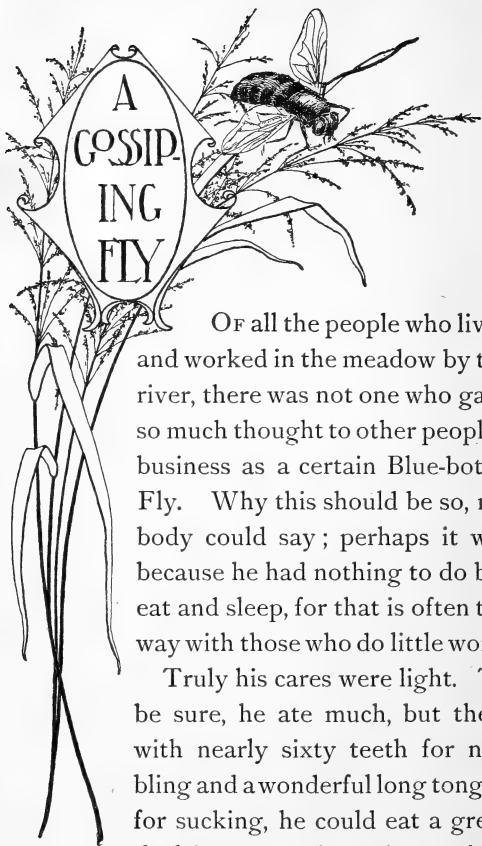 A
GOSSIP-
ING
FLY
OF all the people who liv
and worked in the meadow by t
river, there was not one who ga
so much thought to other peopl
business as a certain Blue-bot
Fly. Why this should be so, n
body could say; perhaps it w
because he had nothing to do b
eat and sleep, for that is often t
way with those who do little wo
Truly his cares were light. T
be sure, he ate much, but the
with nearly sixty teeth for n
bling and a wonderful long tong
for sucking, he could eat a gre